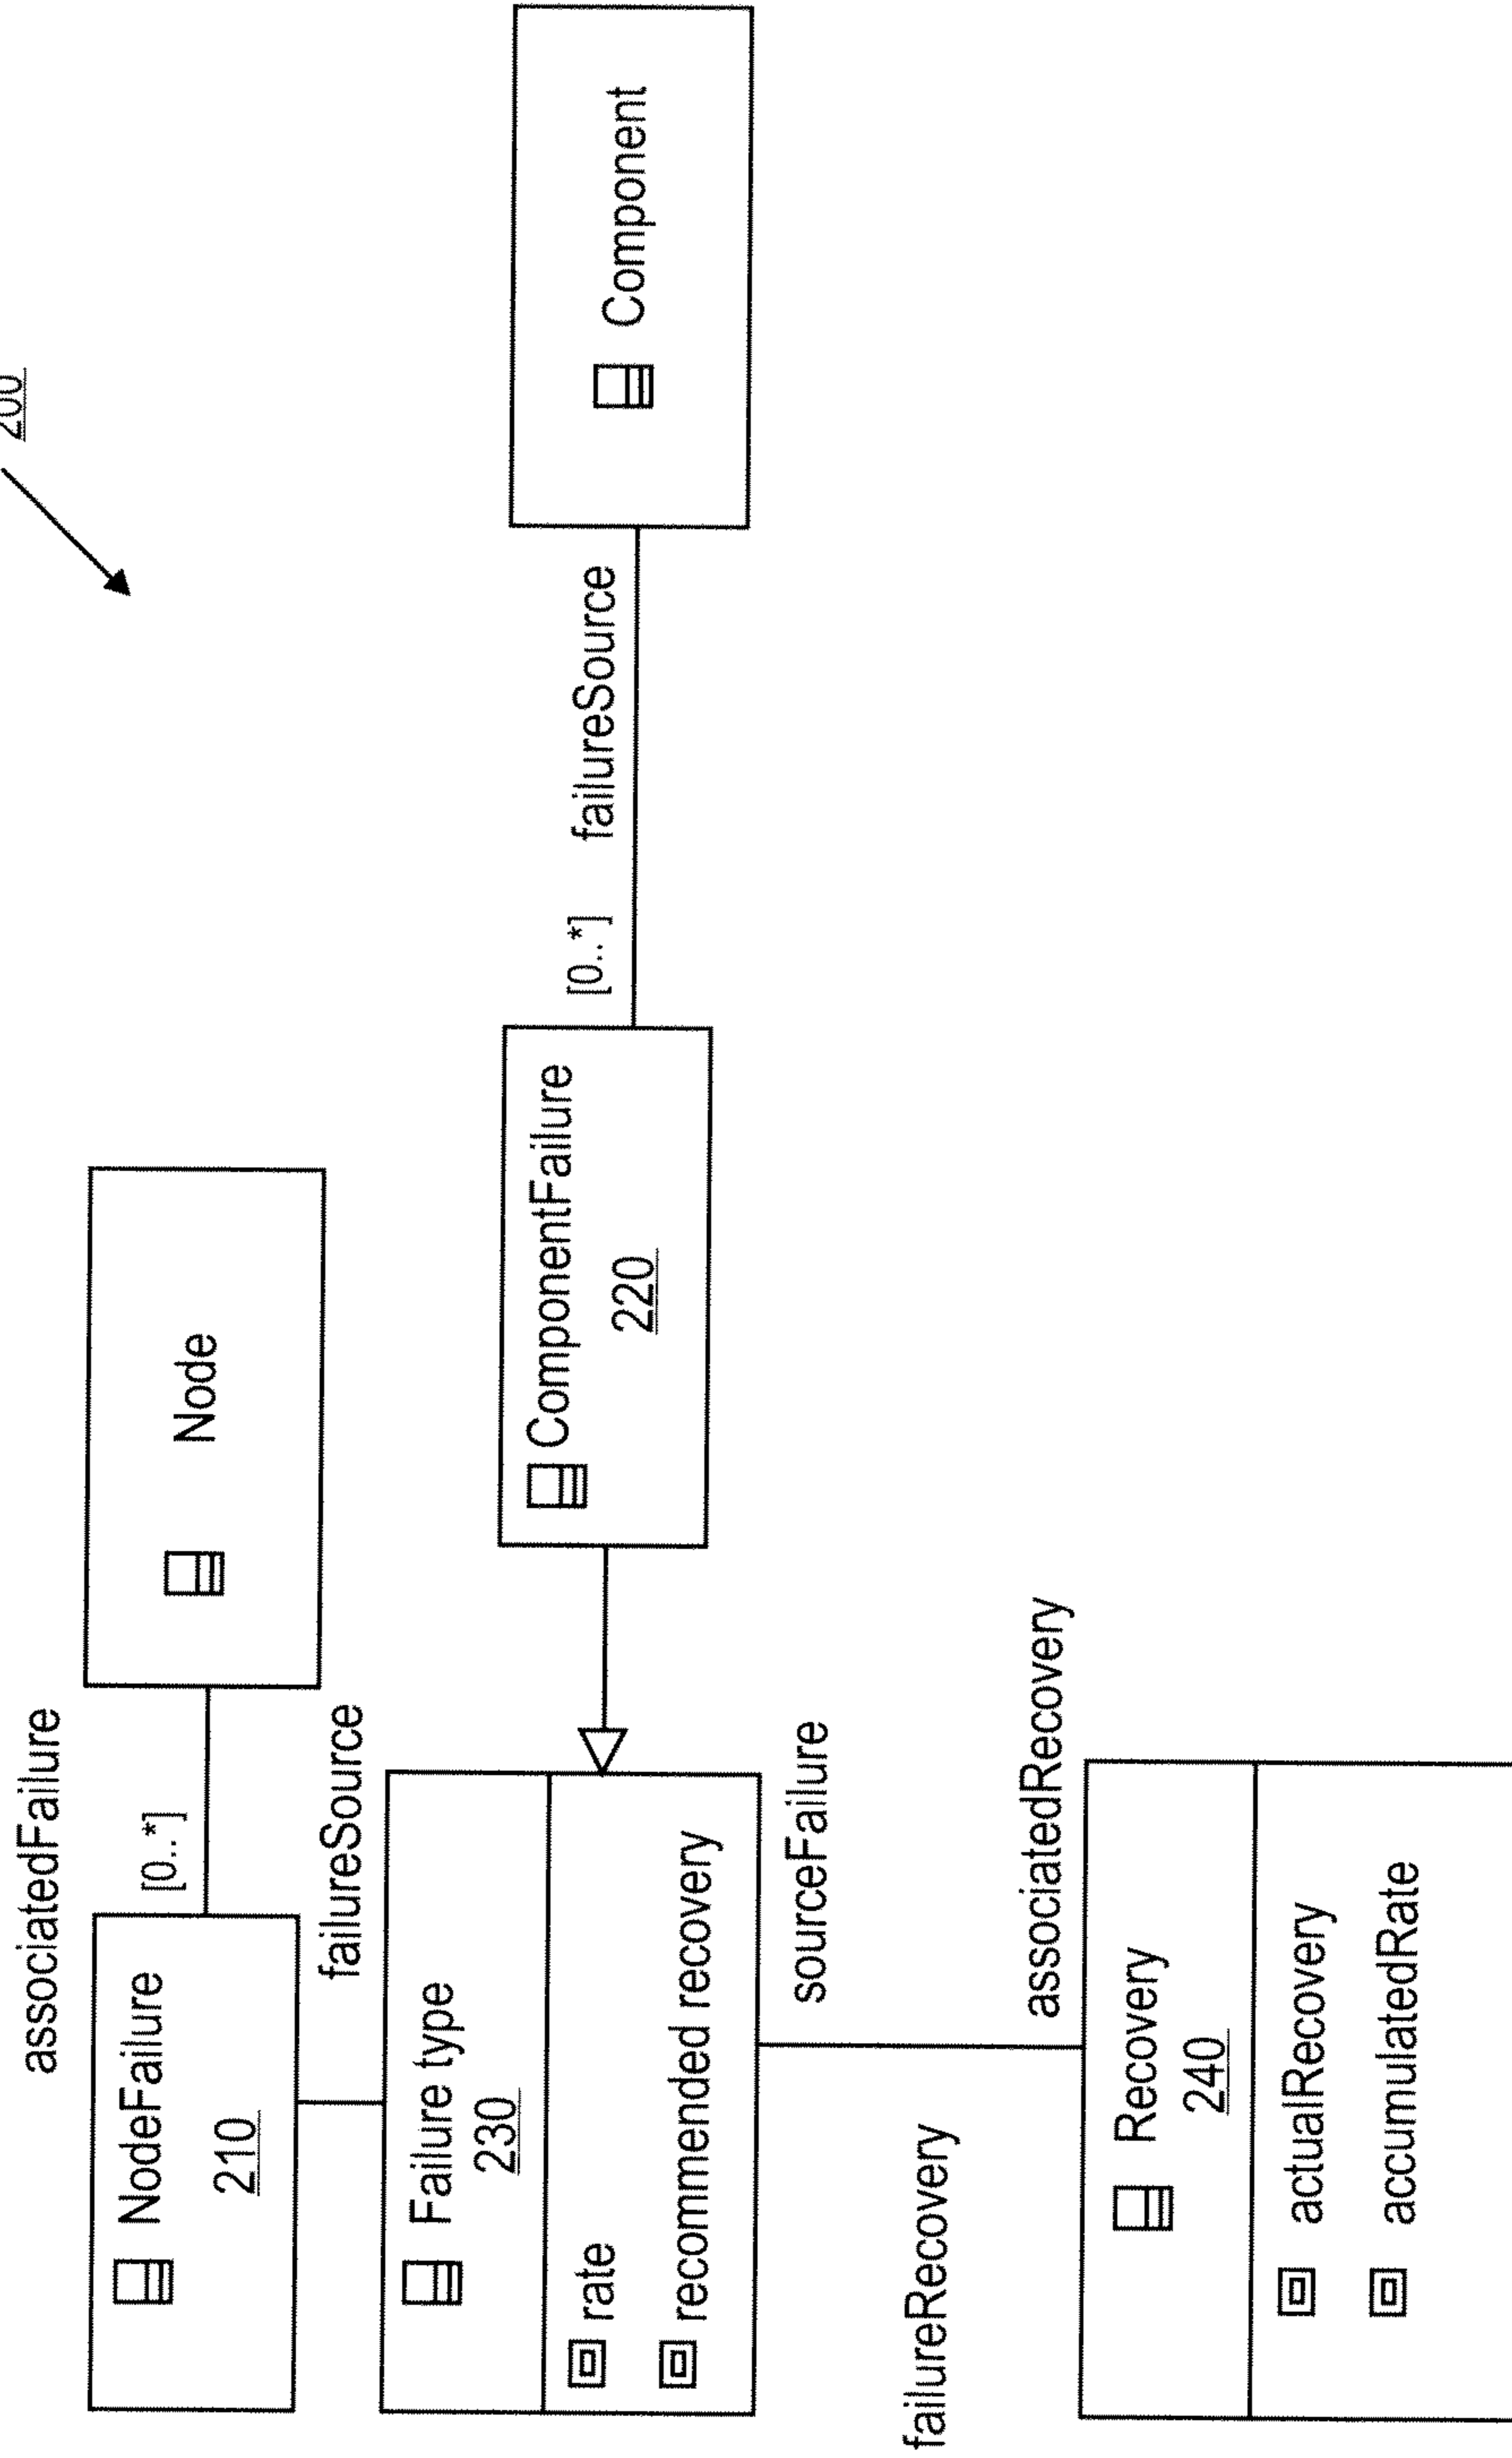 200
associatedFailure
NodeFailure
210
[0..*]
Node
failureSource
Failure type
230
rate
recommended recovery
ComponentFailure
220
[0..*] failureSource
Component
sourceFailure
failureRecovery
associatedRecovery
Recovery
240
actualRecovery
accumulatedRate